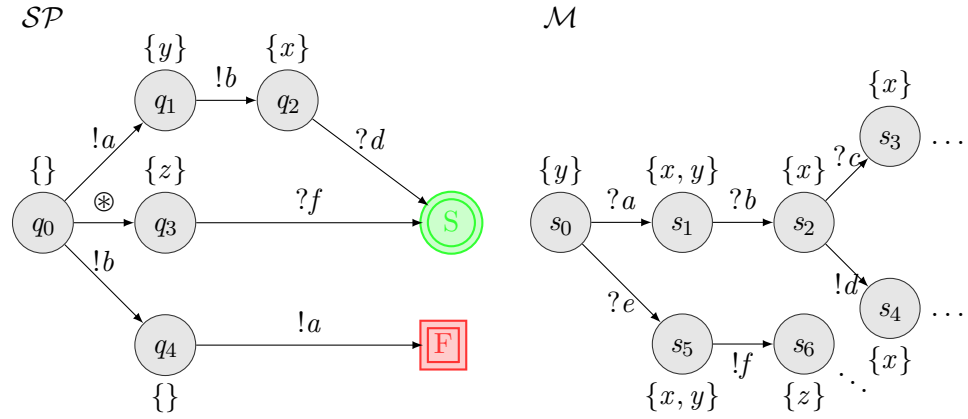 𝒮𝒫
ℳ
{y}
{x}
!b
q₁
q₂
!a
?d
{}
{z}
⊛
?f
q₀
q₃
S
!b
!a
q₄
F
{}
{x}
s₃
...
?c
{y}
{x, y}
{x}
?a
?b
s₀
s₁
s₂
!d
?e
s₄
...
{x}
s₅
s₆
!f
{x, y}
{z}
...